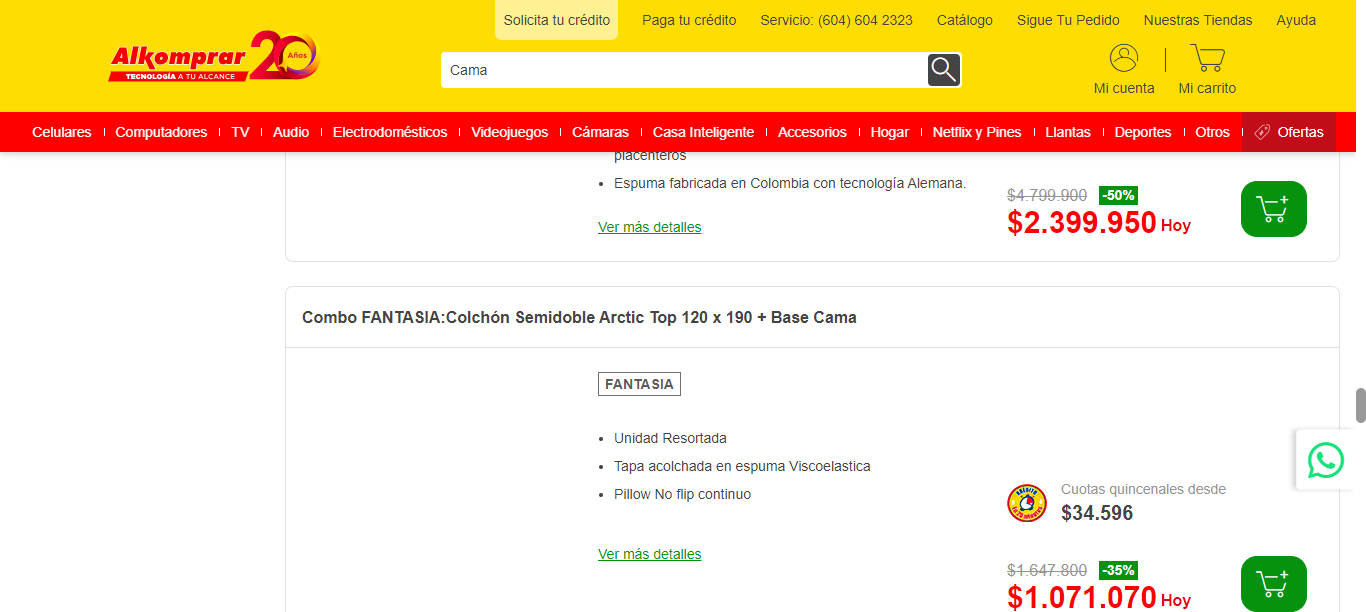 Solicita tu crédito
Paga tu crédito
Servicio: (604) 604 2323
Catálogo
Sigue Tu Pedido
Nuestras Tiendas
Ayuda
Alkomprar 20 Años
TECNOLOGÍA A TU ALCANCE
Cama
Mi cuenta
Mi carrito
Celulares
Computadores
TV
Audio
Electrodomésticos
Videojuegos
Cámaras
Casa Inteligente
Accesorios
Hogar
Netflix y Pines
Llantas
Deportes
Otros
Ofertas
placenteros
Espuma fabricada en Colombia con tecnología Alemana.
Ver más detalles
$4.799.900 -50%
$2.399.950 Hoy
Combo FANTASIA:Colchón Semidoble Arctic Top 120 x 190 + Base Cama
FANTASIA
Unidad Resortada
Tapa acolchada en espuma Viscoelastica
Pillow No flip continuo
Ver más detalles
Cuotas quincenales desde
$34.596
$1.647.800 -35%
$1.071.070 Hoy